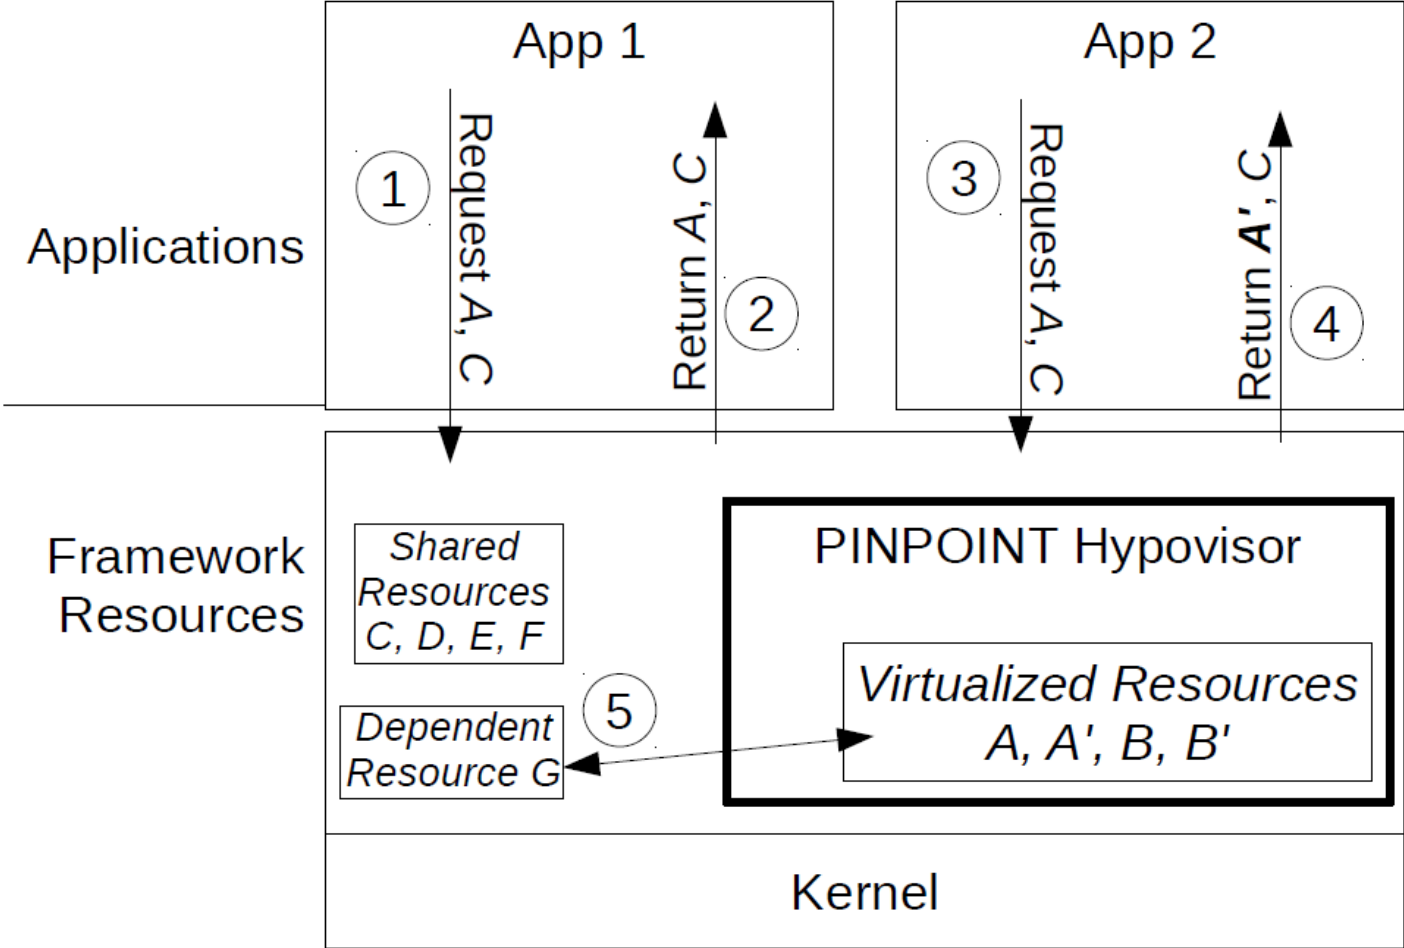 App 1
App 2
Applications
1
Request A, C
Return A, C
2
3
Request A, C
Return A', C
4
Framework
Resources
Shared
Resources
C, D, E, F
Dependent
Resource G
5
PINPOINT Hypovisor
Virtualized Resources
A, A', B, B'
Kernel